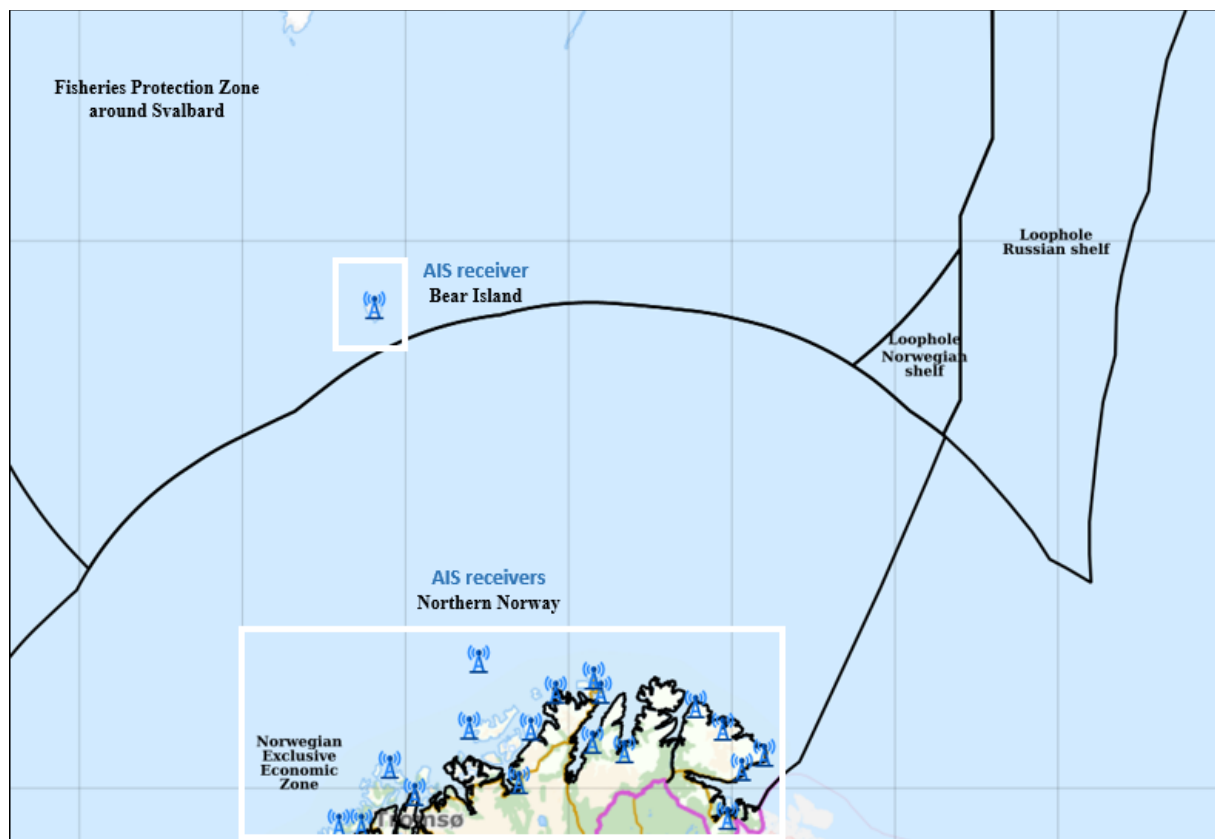 Fisheries Protection Zone
around Svalbard
Loophole
Russian shelf
AIS receiver
Bear Island
Loophole
Norwegian
shelf
AIS receivers
Northern Norway
Norwegian
Exclusive
Economic
Zone
Tromsø